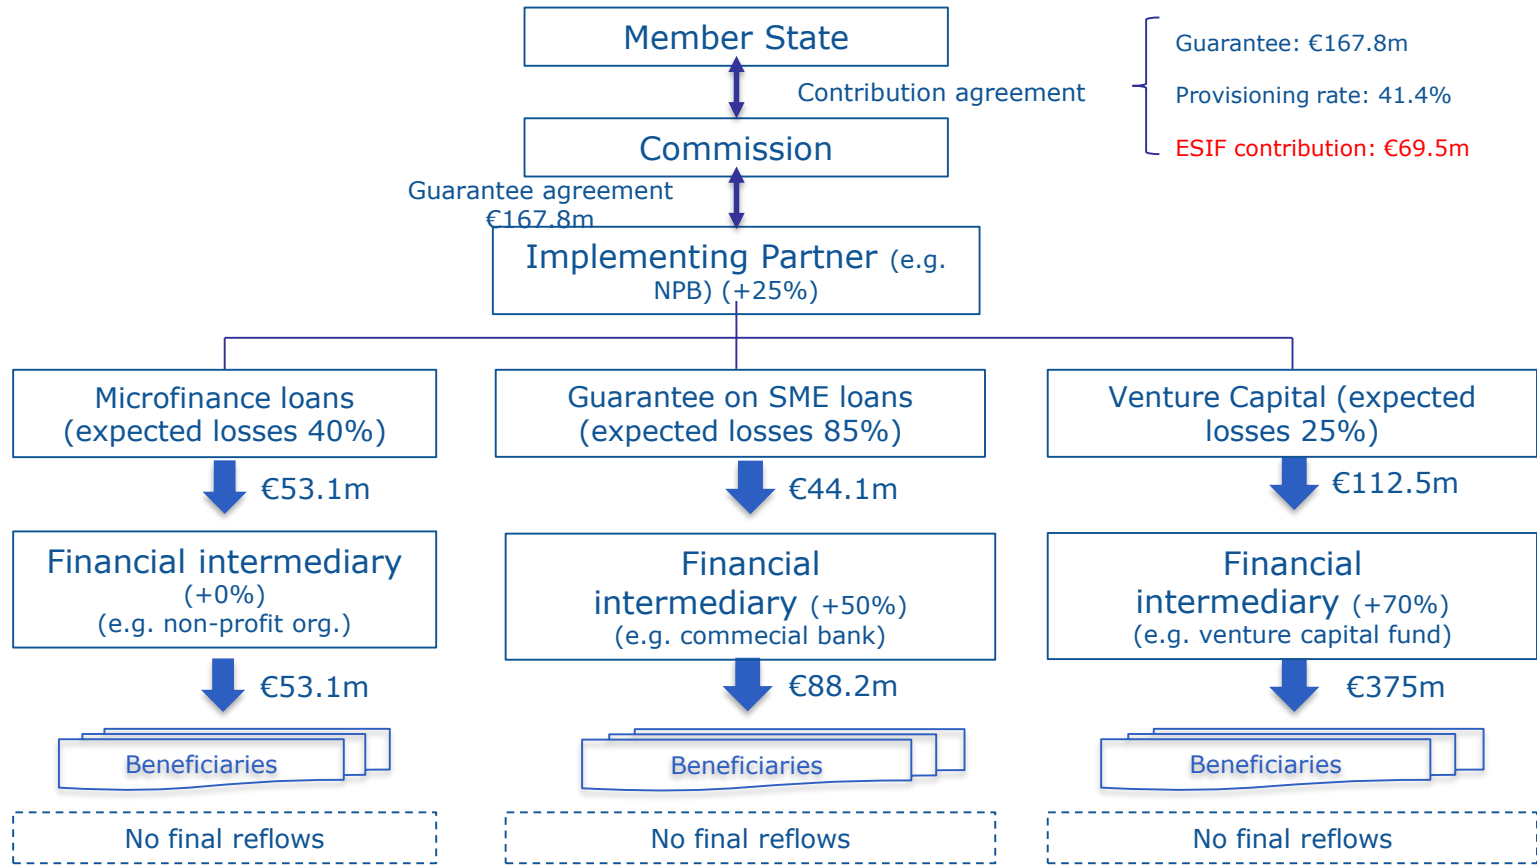 Member State
Guarantee: €167.8m
Contribution agreement
Provisioning rate: 41.4%
Commission
ESIF contribution: €69.5m
Guarantee agreement
€167.8m
Implementing Partner (e.g.
NPB) (+25%)
Microfinance loans
(expected losses 40%)
Guarantee on SME loans
(expected losses 85%)
Venture Capital (expected
losses 25%)
€53.1m
€44.1m
€112.5m
Financial intermediary
(+0%)
(e.g. non-profit org.)
Financial
intermediary (+50%)
(e.g. commecial bank)
Financial
intermediary (+70%)
(e.g. venture capital fund)
€53.1m
€88.2m
€375m
Beneficiaries
Beneficiaries
Beneficiaries
No final reflows
No final reflows
No final reflows